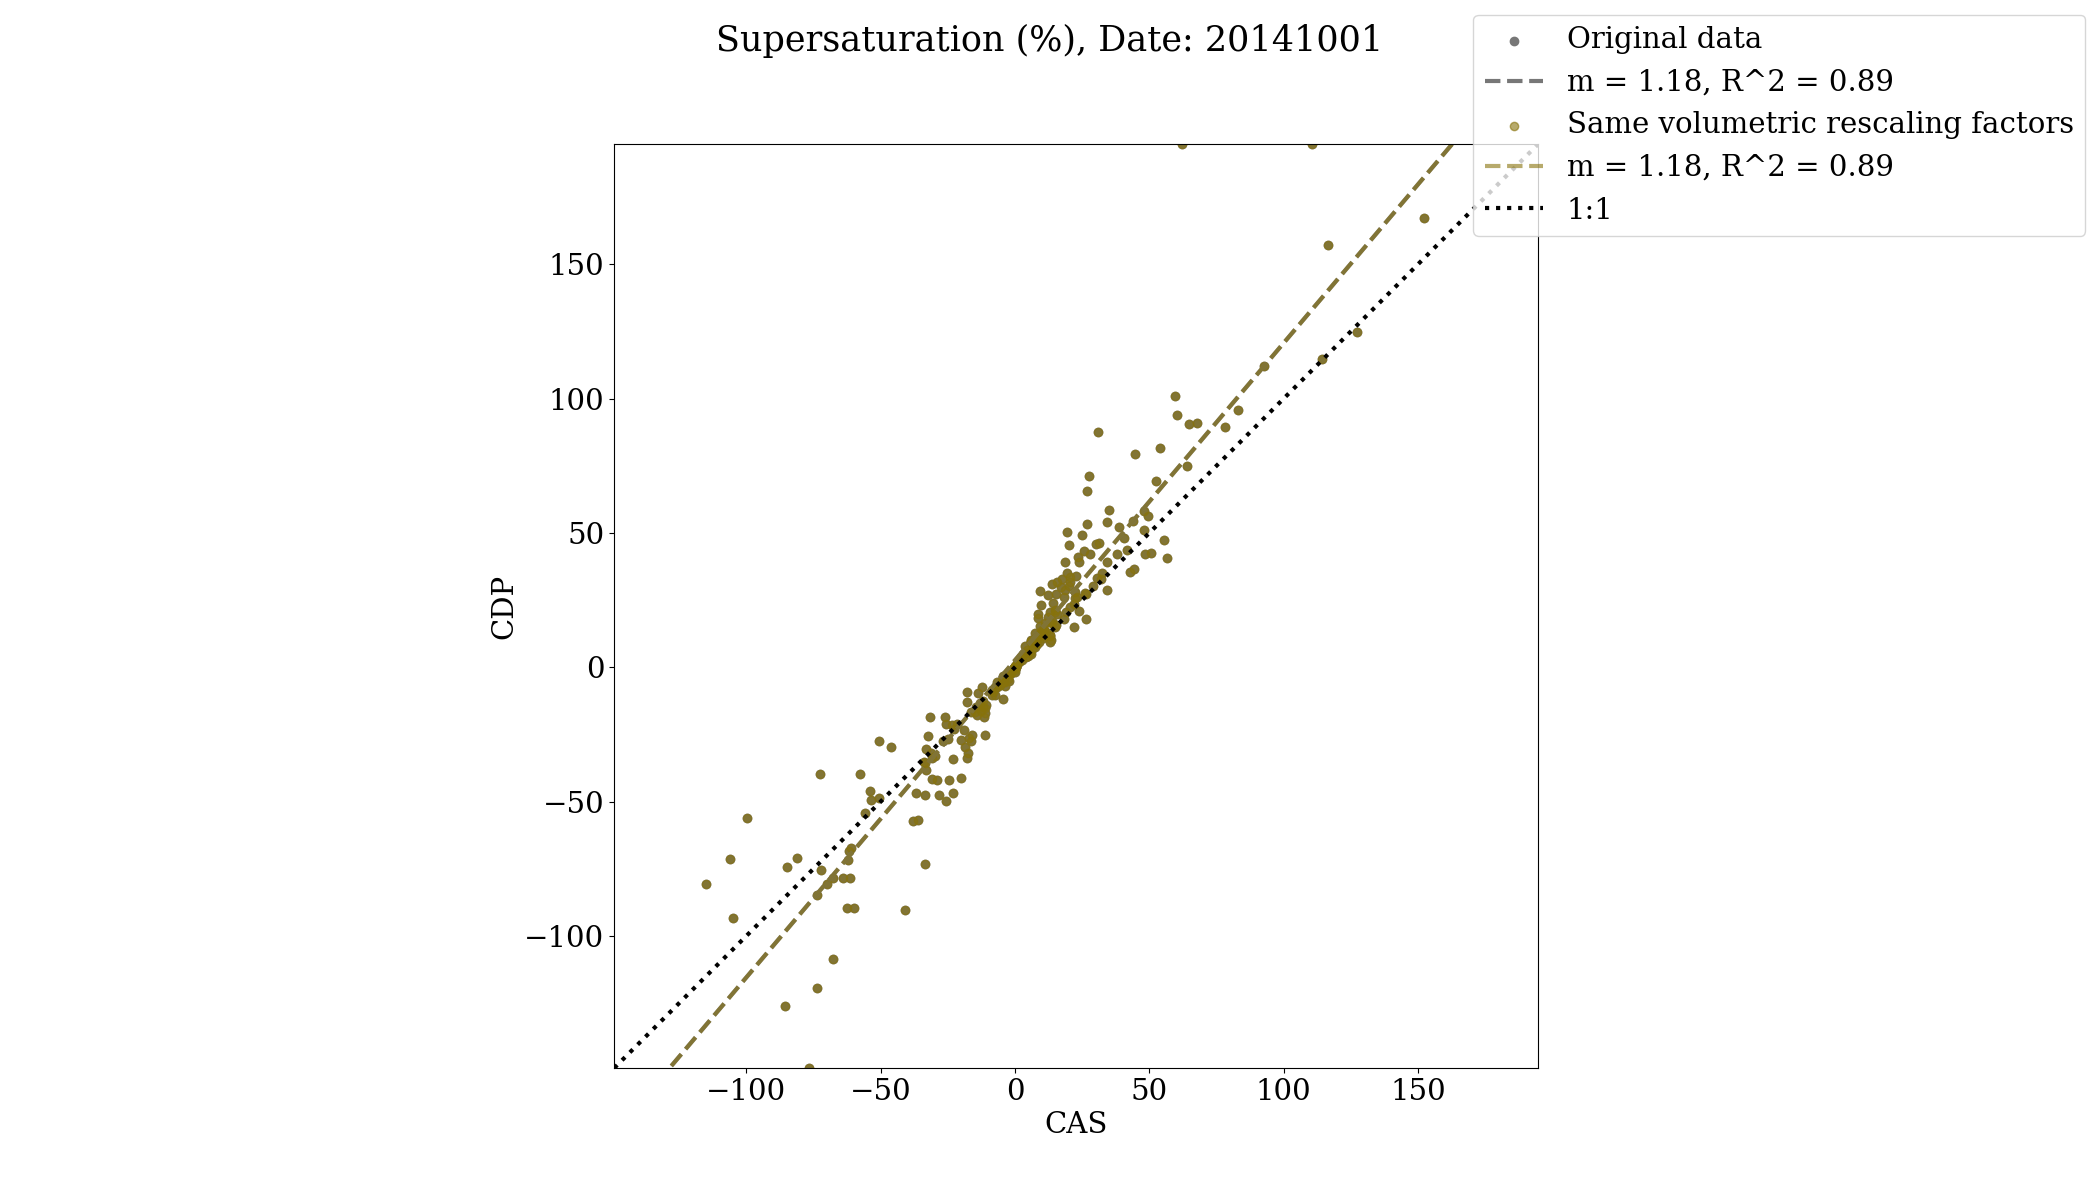 Supersaturation (%), Date: 20141001
Original data
m = 1.18, R^2 = 0.89
Same volumetric rescaling factors
m = 1.18, R^2 = 0.89
1:1
150
100
50
0
−50
−100
CDP
−100 −50 0 50 100 150
CAS